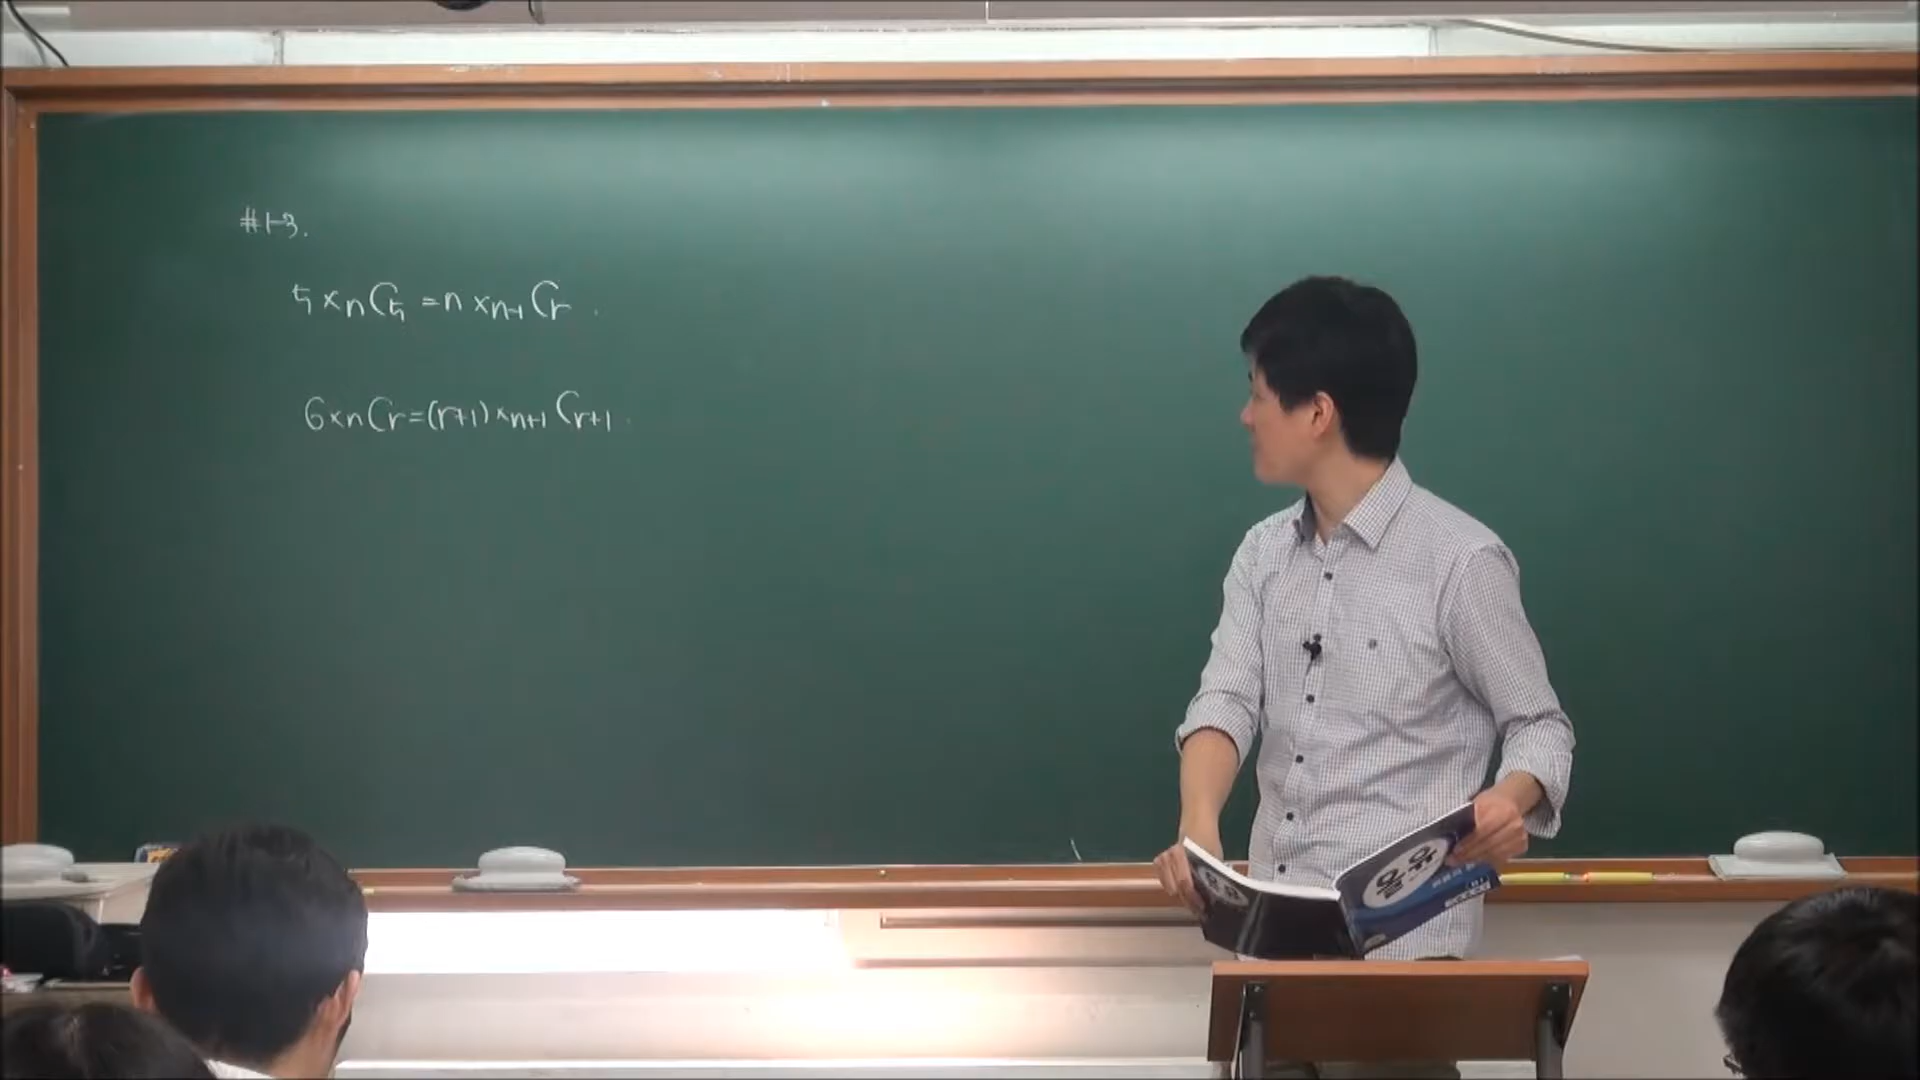 #1-3.
5×nC5 = n×n-1Cr.
6×nCr=(r+1)×n+1Cr+1.